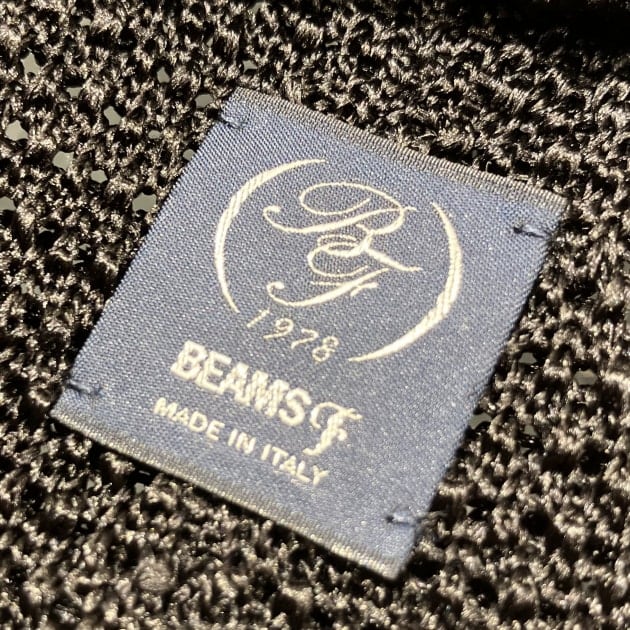 BF
1978
BEAMS F
MADE IN ITALY